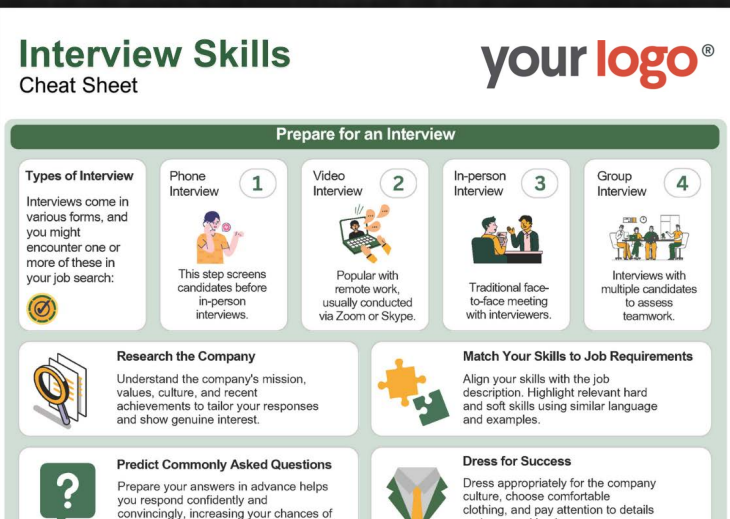 Interview Skills
Cheat Sheet
your logo®
Prepare for an Interview
Types of Interview
Interviews come in
various forms, and
you might
encounter one or
more of these in
your job search:
Phone
Interview
1
This step screens
candidates before
in-person
interviews.
Video
Interview
2
Popular with
remote work,
usually conducted
via Zoom or Skype.
In-person
Interview
3
Traditional face-
to-face meeting
with interviewers.
Group
Interview
4
Interviews with
multiple candidates
to assess
teamwork.
Research the Company
Understand the company's mission,
values, culture, and recent
achievements to tailor your responses
and show genuine interest.
Match Your Skills to Job Requirements
Align your skills with the job
description. Highlight relevant hard
and soft skills using similar language
and examples.
?
Predict Commonly Asked Questions
Prepare your answers in advance helps
you respond confidently and
convincingly, increasing your chances of
Dress for Success
Dress appropriately for the company
culture, choose comfortable
clothing, and pay attention to details